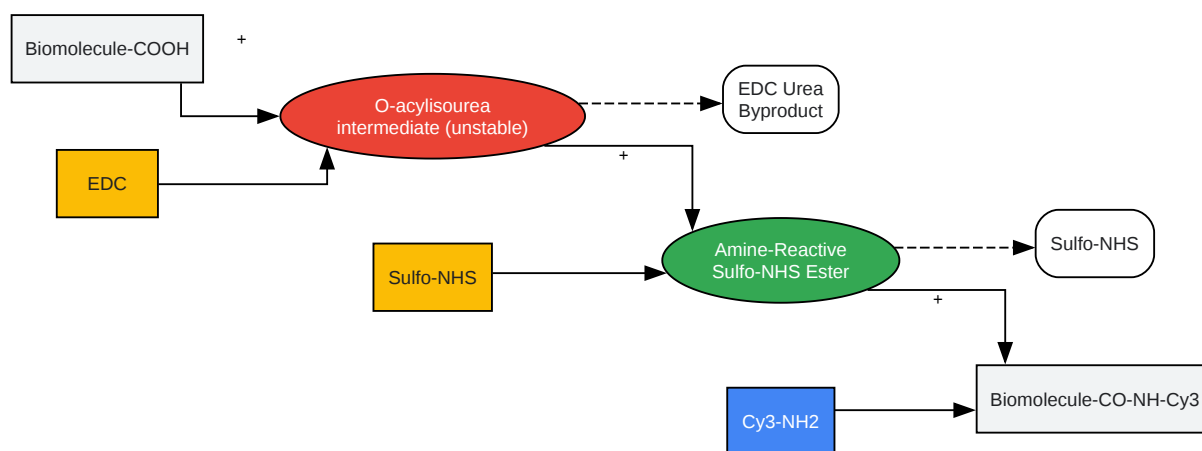 Biomolecule-COOH
+
O-acylisourea
intermediate (unstable)
EDC Urea
Byproduct
EDC
+
Amine-Reactive
Sulfo-NHS Ester
Sulfo-NHS
Sulfo-NHS
+
Biomolecule-CO-NH-Cy3
Cy3-NH2